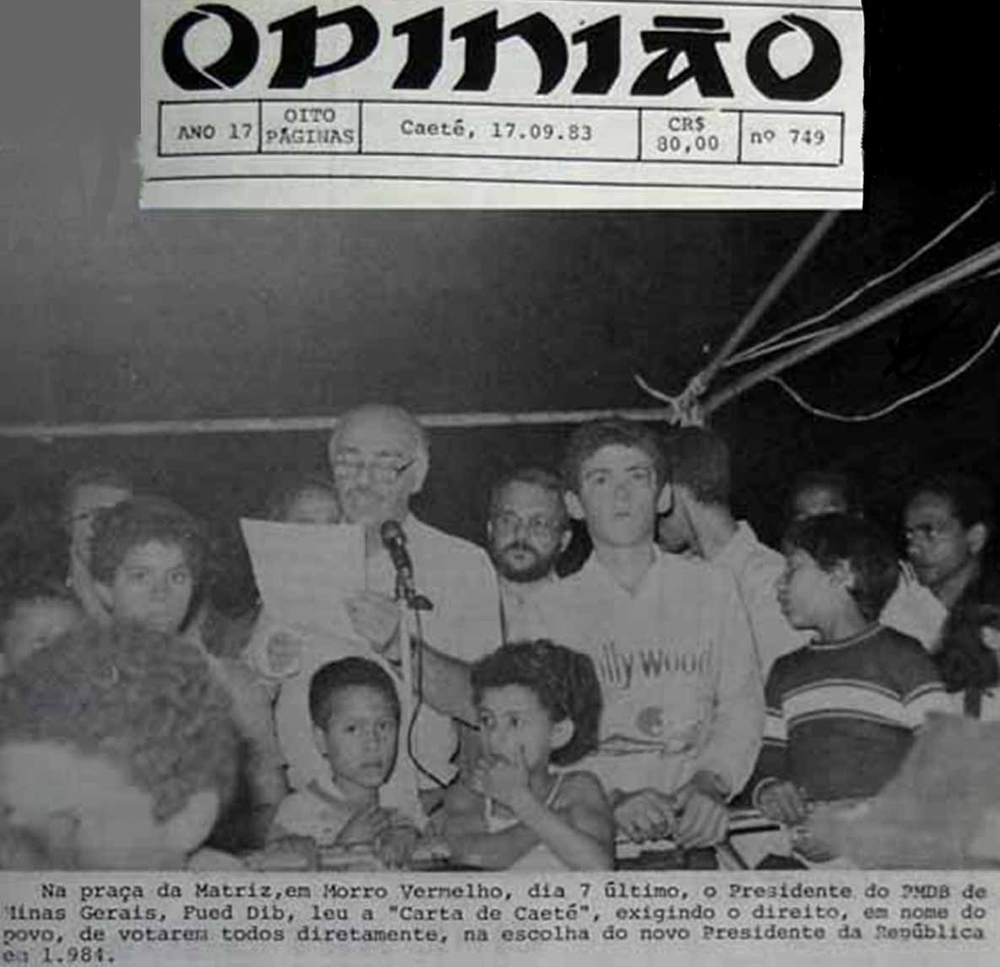 OPINIÃO
ANO 17
OITO PÁGINAS
Caeté, 17.09.83
CR$ 80,00
nº 749
ollywood
Na praça da Matriz,em Morro Vermelho, dia 7 último, o Presidente do PMDB de
Minas Gerais, Fued Dib, leu a "Carta de Caeté", exigindo o direito, em nome do
povo, de votarem todos diretamente, na escolha do novo Presidente da República
em 1.984.